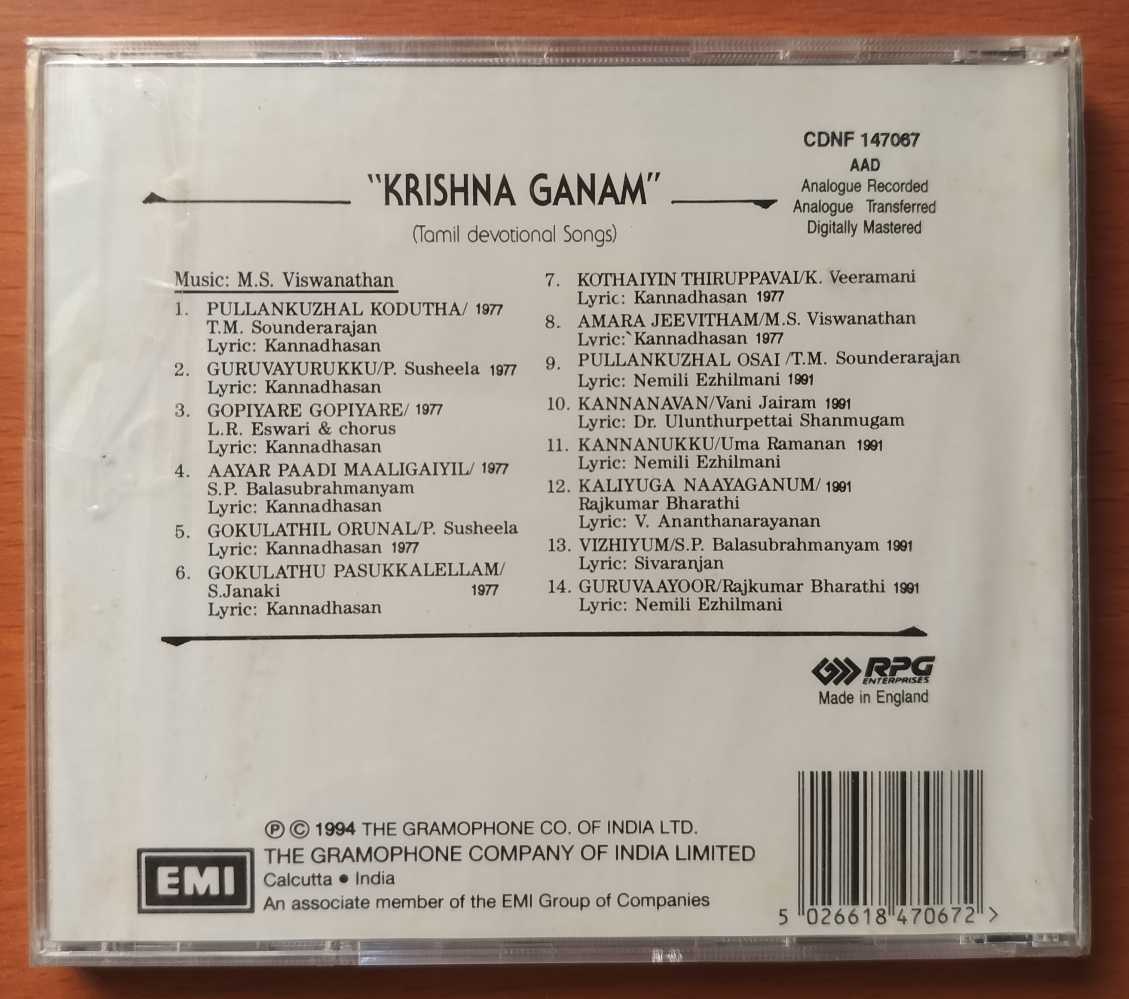 CDNF 147067
AAD
Analogue Recorded
Analogue Transferred
Digitally Mastered
"KRISHNA GANAM"
(Tamil devotional Songs)
Music: M.S. Viswanathan
1. PULLANKUZHAL KODUTHA/ 1977
T.M. Sounderarajan
Lyric: Kannadhasan
2. GURUVAYURUKKU/P. Susheela 1977
Lyric: Kannadhasan
3. GOPIYARE GOPIYARE/ 1977
L.R. Eswari & chorus
Lyric: Kannadhasan
4. AAYAR PAADI MAALIGAIYIL/ 1977
S.P. Balasubrahmanyam
Lyric: Kannadhasan
5. GOKULATHIL ORUNAL/P. Susheela
Lyric: Kannadhasan 1977
6. GOKULATHU PASUKKALELLAM/
S.Janaki 1977
Lyric: Kannadhasan
7. KOTHAIYIN THIRUPPAVAI/K. Veeramani
Lyric: Kannadhasan 1977
8. AMARA JEEVITHAM/M.S. Viswanathan
Lyric:`Kannadhasan 1977
9. PULLANKUZHAL OSAI /T.M. Sounderarajan
Lyric: Nemili Ezhilmani 1991
10. KANNANAVAN/Vani Jairam 1991
Lyric: Dr. Ulunthurpettai Shanmugam
11. KANNANUKKU/Uma Ramanan 1991
Lyric: Nemili Ezhilmani
12. KALIYUGA NAAYAGANUM/ 1991
Rajkumar Bharathi
Lyric: V. Ananthanarayanan
13. VIZHIYUM/S.P. Balasubrahmanyam 1991
Lyric: Sivaranjan
14. GURUVAAYOOR/Rajkumar Bharathi 1991
Lyric: Nemili Ezhilmani
RPG
ENTERPRISES
Made in England
℗ © 1994 THE GRAMOPHONE CO. OF INDIA LTD.
THE GRAMOPHONE COMPANY OF INDIA LIMITED
EMI
Calcutta • India
An associate member of the EMI Group of Companies
5 026618 470672 >